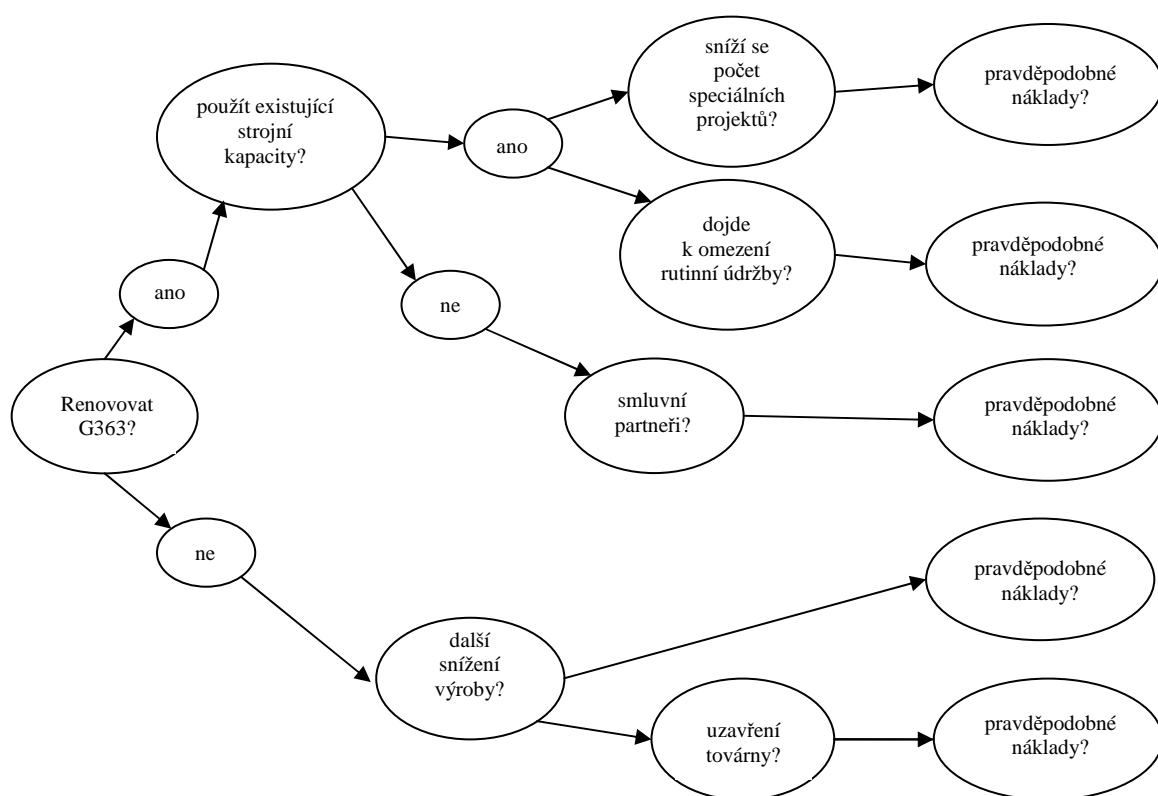 sníží se
počet
speciálních
projektů?
pravděpodobné
náklady?
použít existující
strojní
kapacity?
ano
dojde
k omezení
rutinní údržby?
pravděpodobné
náklady?
ano
ne
Renovovat
G363?
smluvní
partneři?
pravděpodobné
náklady?
ne
pravděpodobné
náklady?
další
snížení
výroby?
uzavření
továrny?
pravděpodobné
náklady?